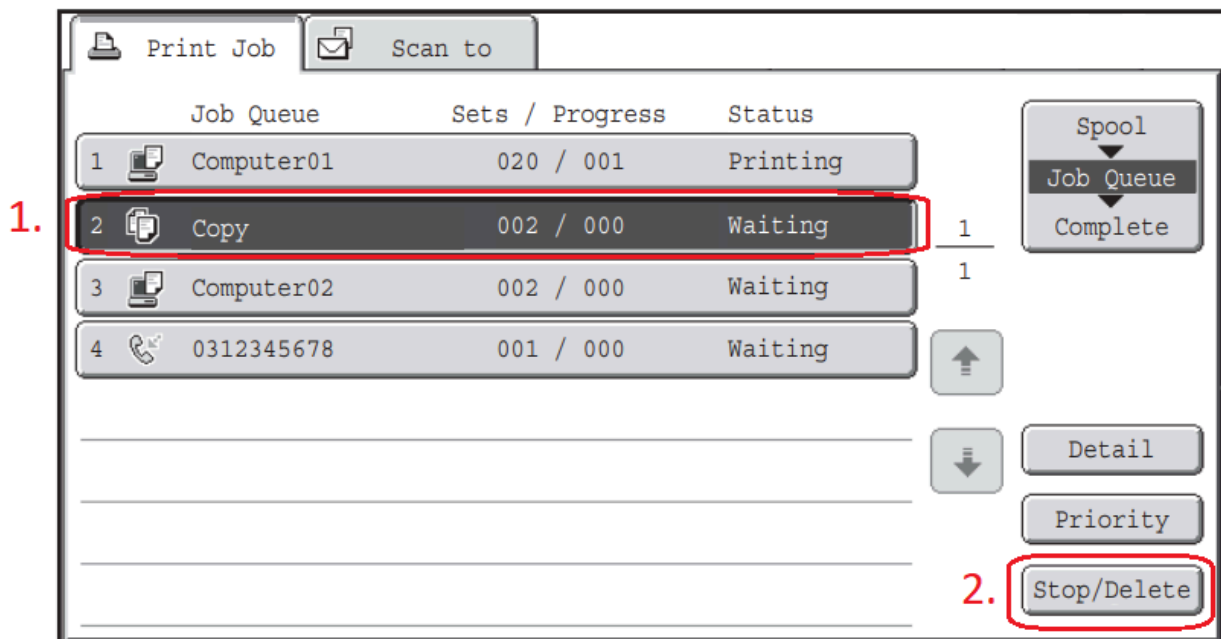 Print Job Scan to
Job Queue Sets / Progress Status
1 Computer01 020 / 001 Printing
1. 2 Copy 002 / 000 Waiting
3 Computer02 002 / 000 Waiting
4 0312345678 001 / 000 Waiting
1
1
Spool
Job Queue
Complete
Detail
Priority
2. Stop/Delete